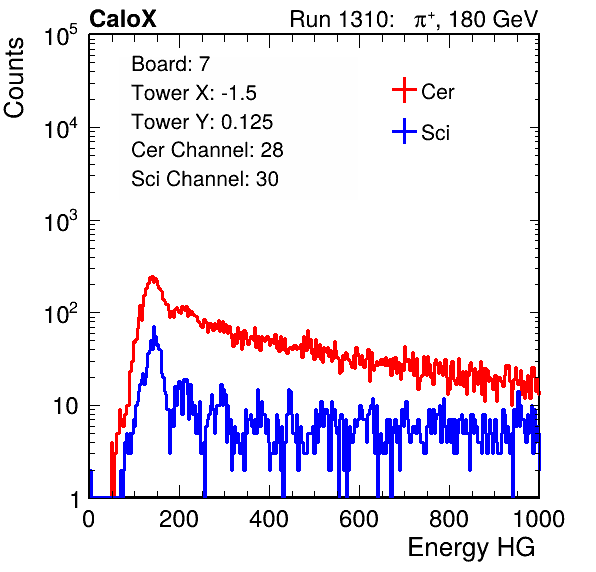 CaloX Run 1310: π⁺, 180 GeV
Counts
10⁵
10⁴
10³
10²
10
1
Board: 7
Tower X: -1.5
Tower Y: 0.125
Cer Channel: 28
Sci Channel: 30
Cer
Sci
0 200 400 600 800 1000
Energy HG